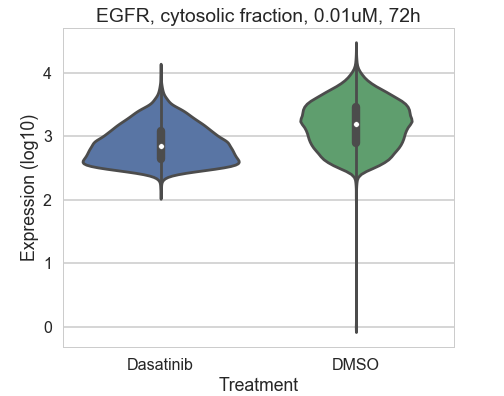 EGFR, cytosolic fraction, 0.01uM, 72h
Expression (log10)
4
3
2
1
0
Dasatinib DMSO
Treatment